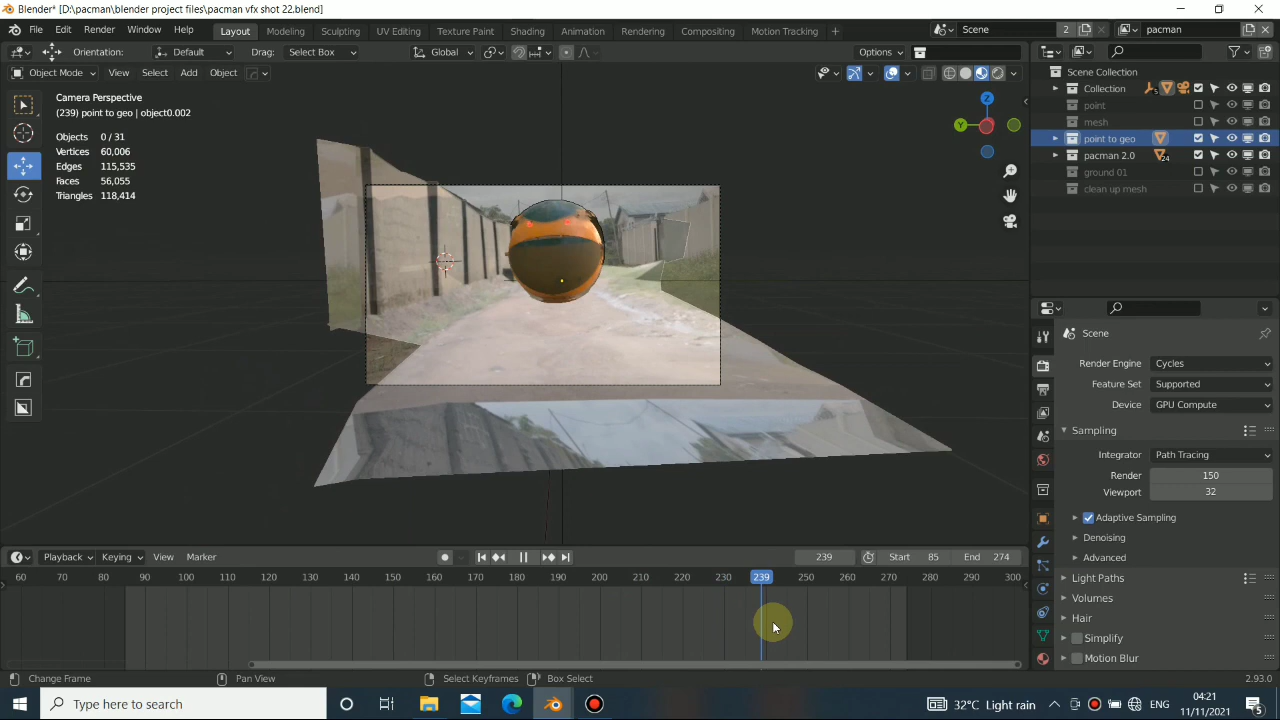 Blender* [D:\pacman\blender project files\pacman vfx shot 22.blend]
File Edit Render Window Help Layout Modeling Sculpting UV Editing Texture Paint Shading Animation Rendering Compositing Motion Tracking + Scene 2 pacman
Orientation: Default Drag: Select Box Global Options
Object Mode View Select Add Object
Camera Perspective
(239) point to geo | object0.002
Objects 0 / 31
Vertices 60,006
Edges 115,535
Faces 56,055
Triangles 118,414
Z
Y
Scene Collection
Collection 5
point
mesh
point to geo
pacman 2.0 24
ground 01
clean up mesh
Scene
Render Engine Cycles
Feature Set Supported
Device GPU Compute
Sampling
Integrator Path Tracing
Render 150
Viewport 32
Adaptive Sampling
Denoising
Advanced
Light Paths
Volumes
Hair
Simplify
Motion Blur
Playback Keying View Marker 239 Start 85 End 274
60 70 80 90 100 110 120 130 140 150 160 170 180 190 200 210 220 230 239 250 260 270 280 290 300
Change Frame Pan View Select Keyframes Box Select 2.93.0
Type here to search 32°C Light rain ENG 04:21 11/11/2021 5